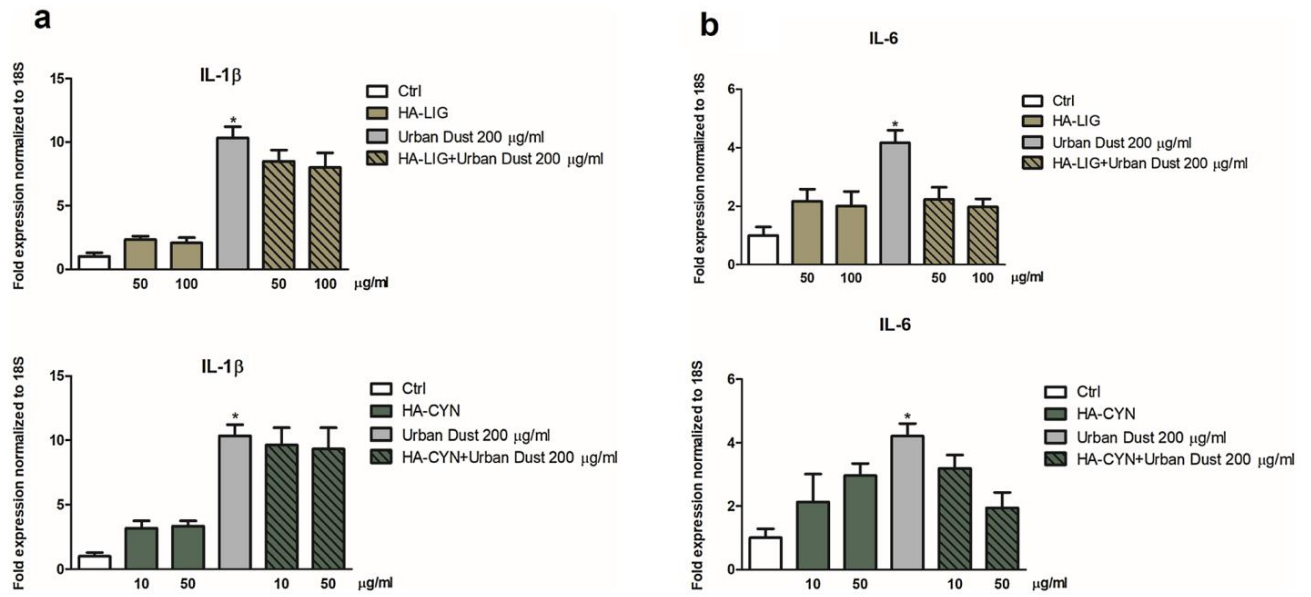 a
IL-1β
Fold expression normalized to 18S
15
10
5
0
*
50
100
50
100
μg/ml
Ctrl
HA-LIG
Urban Dust 200 μg/ml
HA-LIG+Urban Dust 200 μg/ml
b
IL-6
Fold expression normalized to 18S
6
4
2
0
*
50
100
50
100
μg/ml
Ctrl
HA-LIG
Urban Dust 200 μg/ml
HA-LIG+Urban Dust 200 μg/ml
IL-1β
Fold expression normalized to 18S
15
10
5
0
*
10
50
10
50
μg/ml
Ctrl
HA-CYN
Urban Dust 200 μg/ml
HA-CYN+Urban Dust 200 μg/ml
IL-6
Fold expression normalized to 18S
6
4
2
0
*
10
50
10
50
μg/ml
Ctrl
HA-CYN
Urban Dust 200 μg/ml
HA-CYN+Urban Dust 200 μg/ml